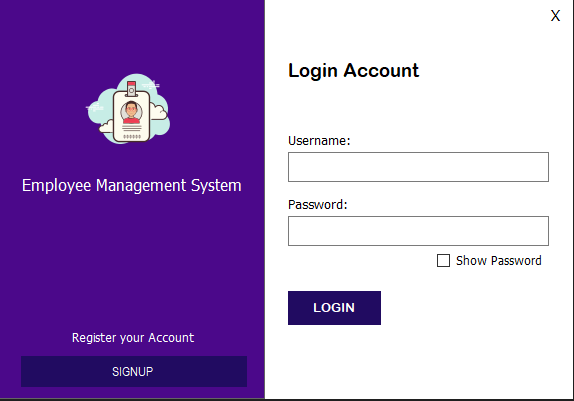 X
Login Account
Username:
Password:
Show Password
LOGIN
Employee Management System
Register your Account
SIGNUP